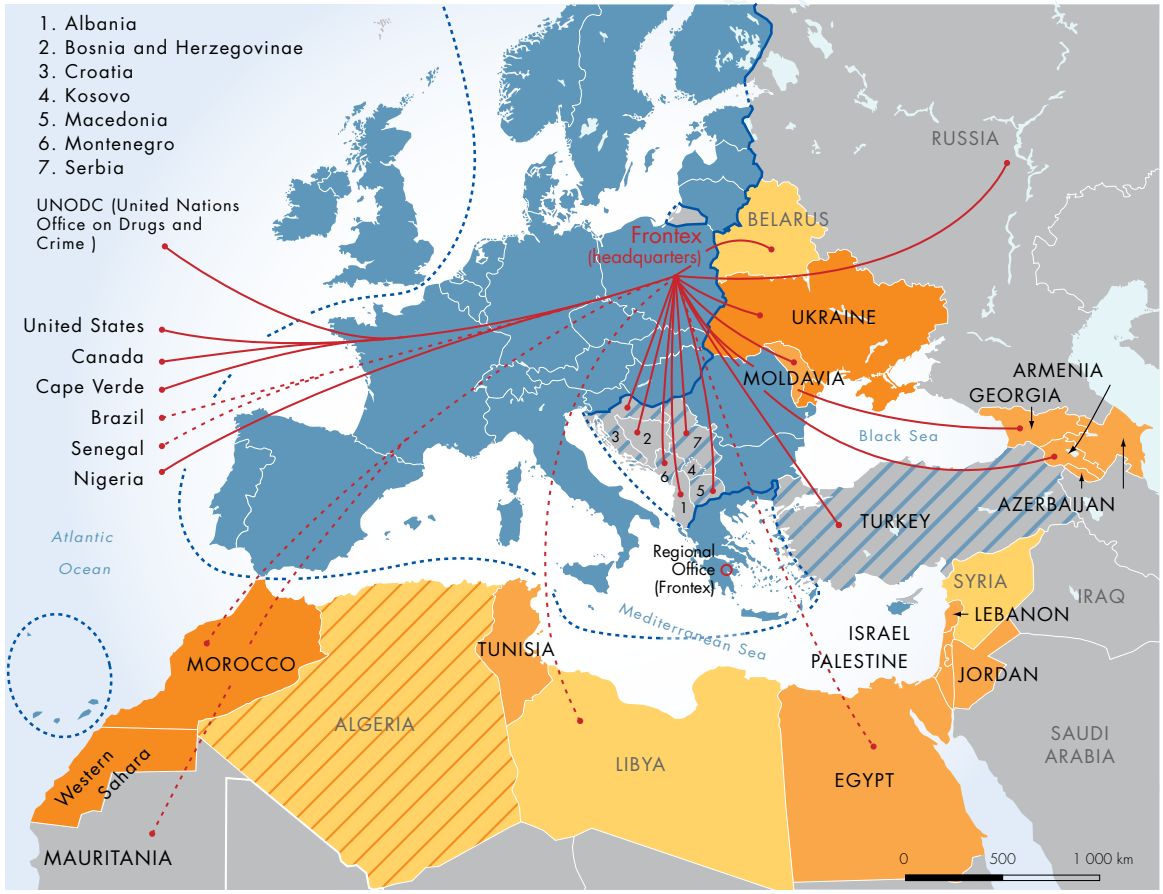 1. Albania
2. Bosnia and Herzegovinae
3. Croatia
4. Kosovo
5. Macedonia
6. Montenegro
7. Serbia
UNODC (United Nations
Office on Drugs and
Crime )
United States
Canada
Cape Verde
Brazil
Senegal
Nigeria
RUSSIA
BELARUS
Frontex
(headquarters)
UKRAINE
MOLDAVIA
ARMENIA
GEORGIA
Black Sea
AZERBAIJAN
TURKEY
3
2
7
6
4
5
1
Regional
Office
(Frontex)
Atlantic
Ocean
Mediterranean Sea
SYRIA
IRAQ
LEBANON
ISRAEL
PALESTINE
JORDAN
SAUDI
ARABIA
MOROCCO
TUNISIA
ALGERIA
LIBYA
EGYPT
Western
Sahara
MAURITANIA
0 500 1 000 km